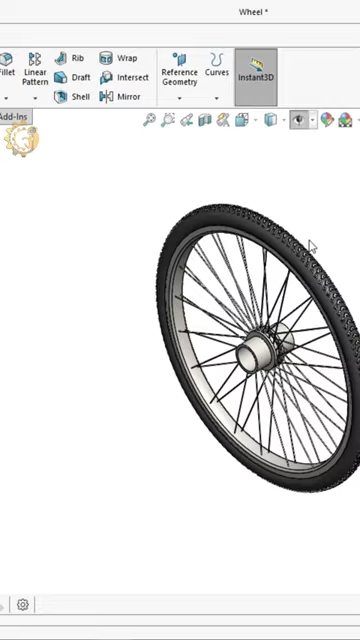 Wheel *
Fillet
Linear
Pattern
Rib
Draft
Shell
Wrap
Intersect
Mirror
Reference
Geometry
Curves
Instant3D
Add-Ins